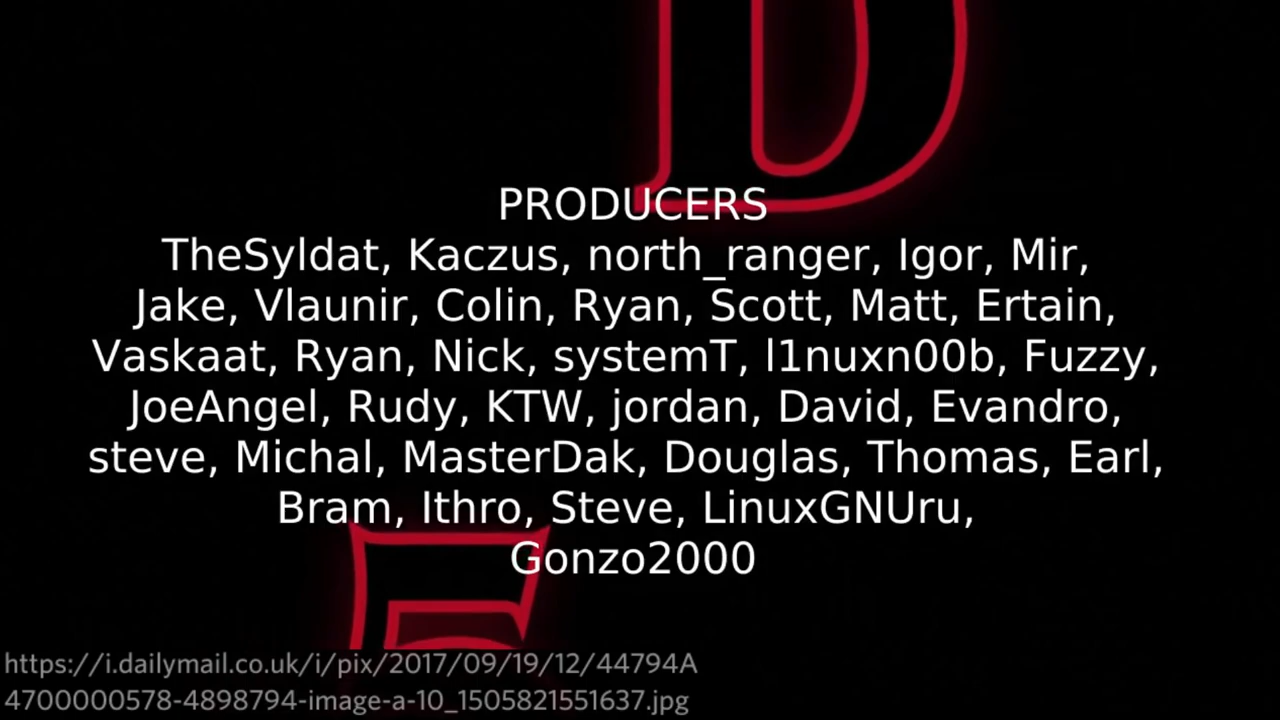 D
PRODUCERS
TheSyldat, Kaczus, north_ranger, Igor, Mir,
Jake, Vlaunir, Colin, Ryan, Scott, Matt, Ertain,
Vaskaat, Ryan, Nick, systemT, l1nuxn00b, Fuzzy,
JoeAngel, Rudy, KTW, jordan, David, Evandro,
steve, Michal, MasterDak, Douglas, Thomas, Earl,
Bram, Ithro, Steve, LinuxGNUru,
Gonzo2000
https://i.dailymail.co.uk/i/pix/2017/09/19/12/44794A
4700000578-4898794-image-a-10_1505821551637.jpg